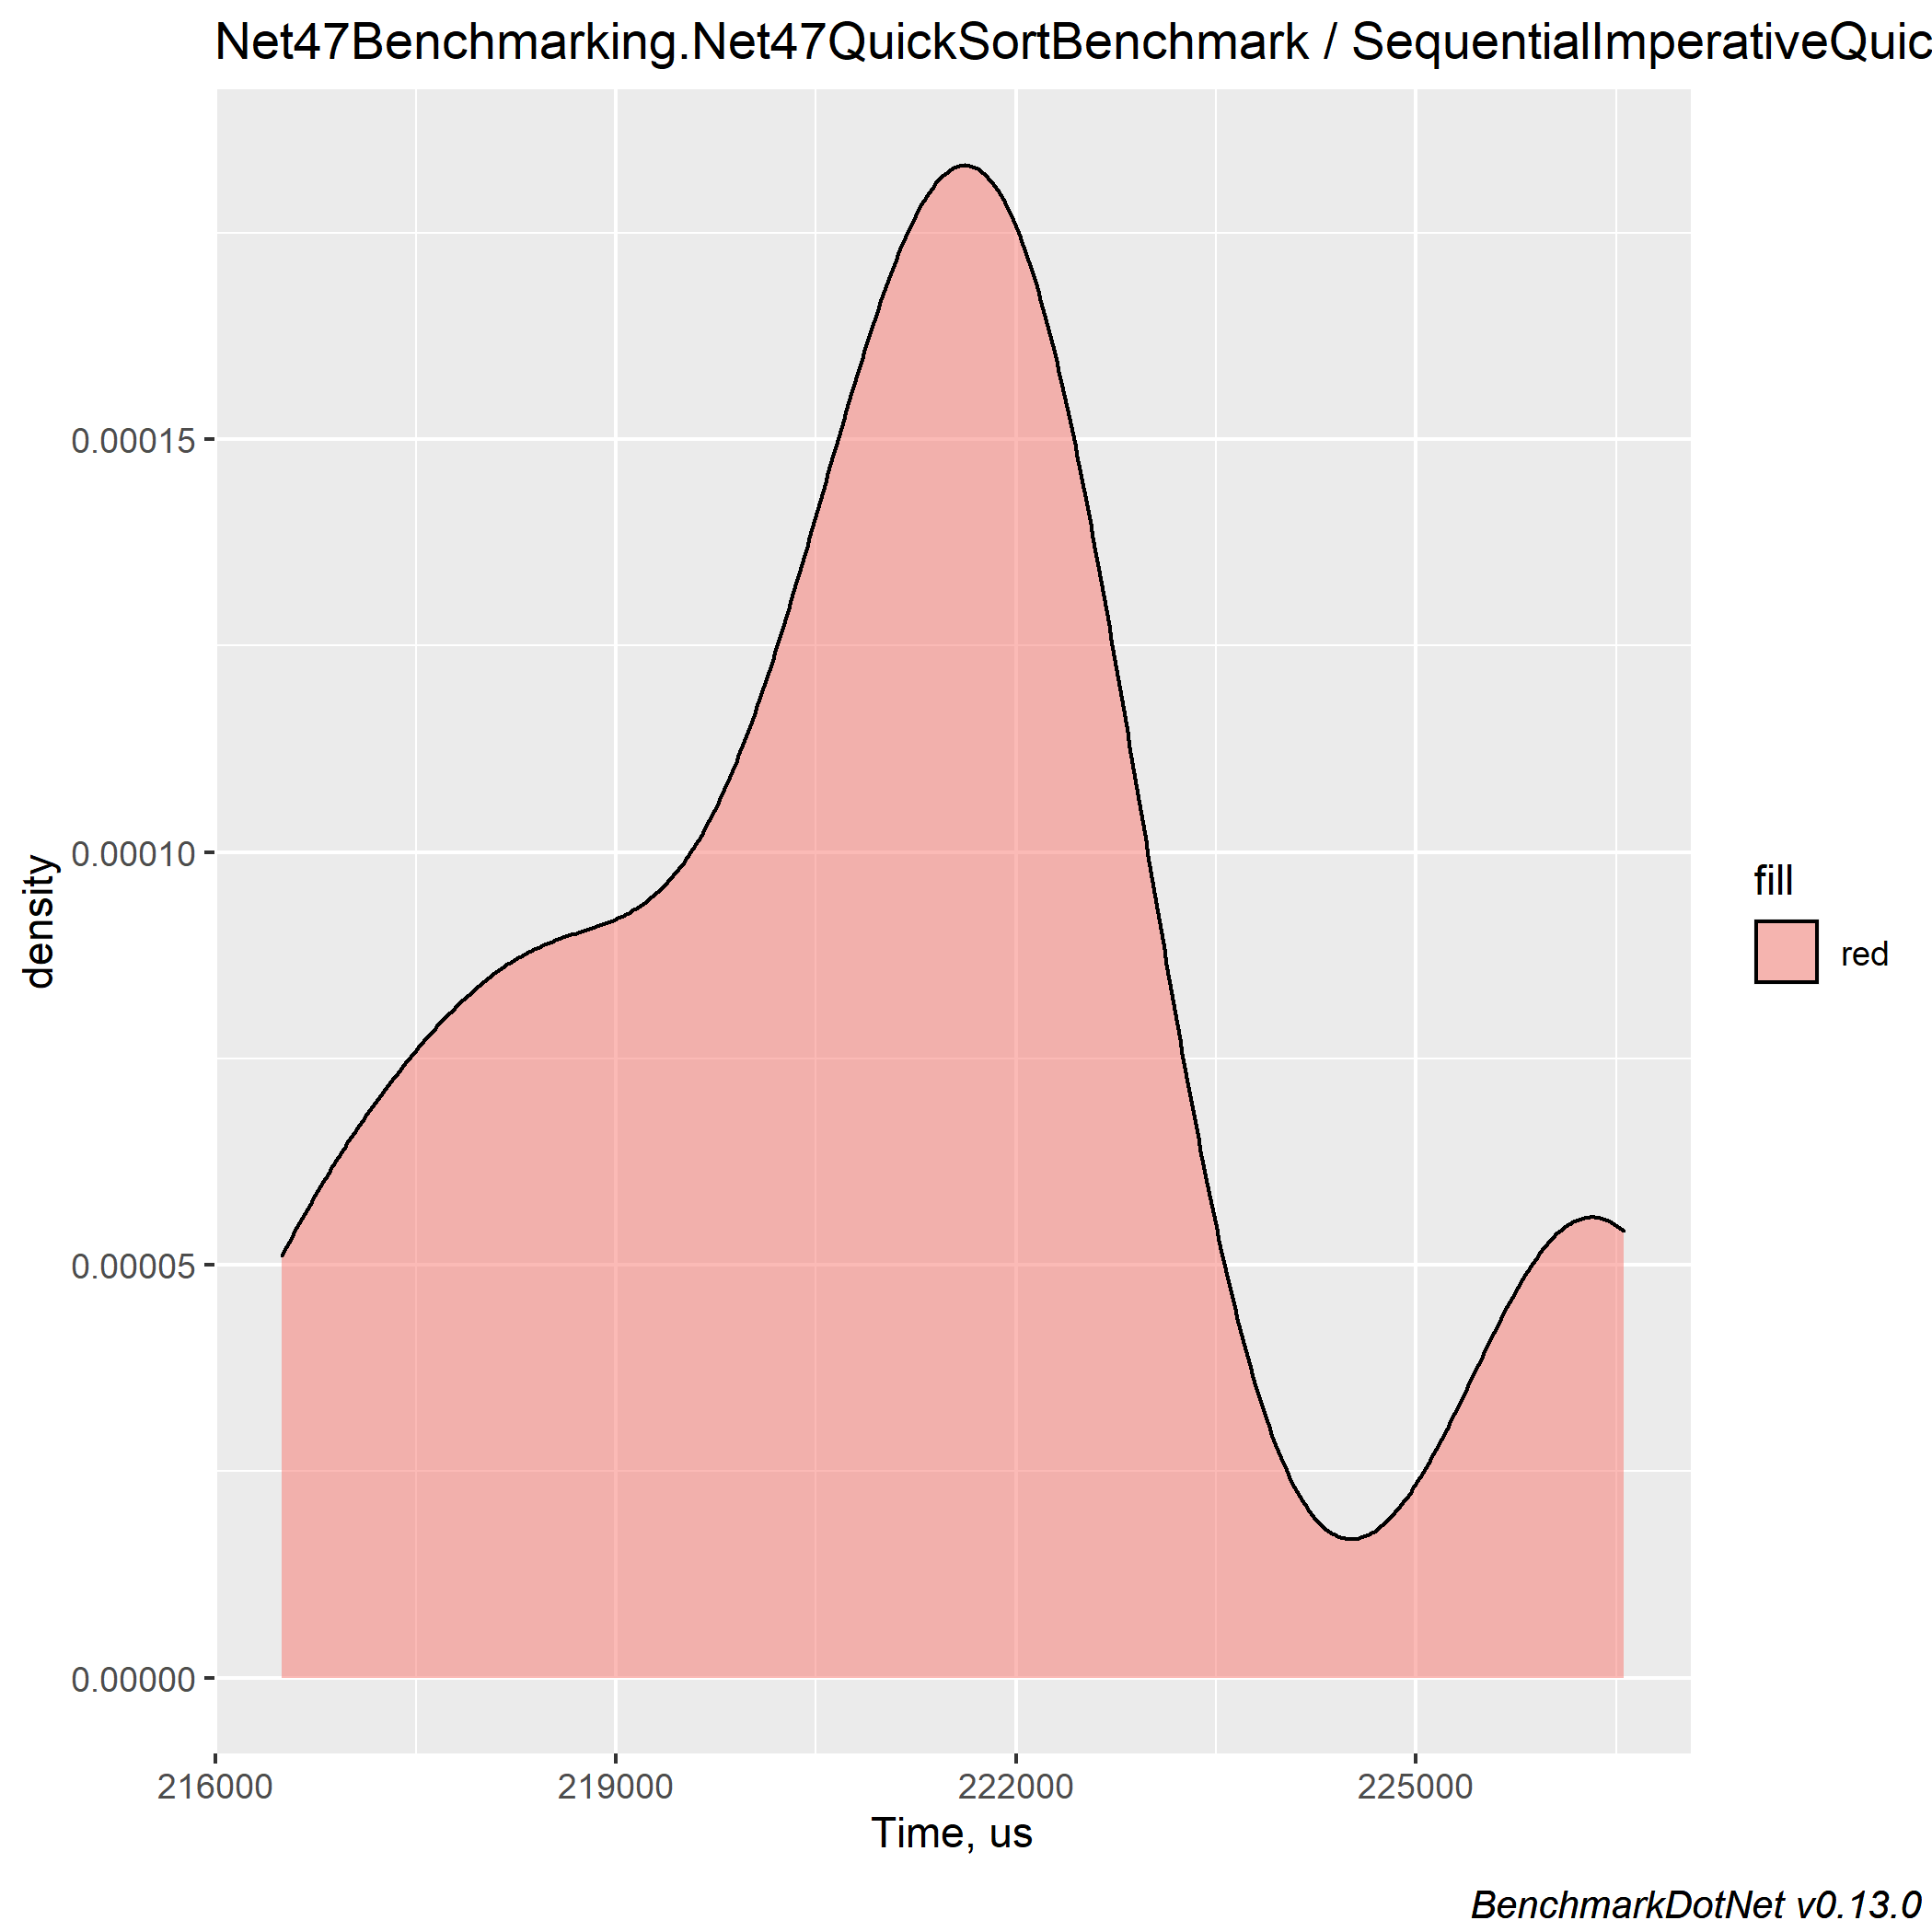 Net47Benchmarking.Net47QuickSortBenchmark / SequentialImperativeQuic
0.00015
0.00010
0.00005
0.00000
density
216000 219000 222000 225000
Time, us
fill
red
BenchmarkDotNet v0.13.0